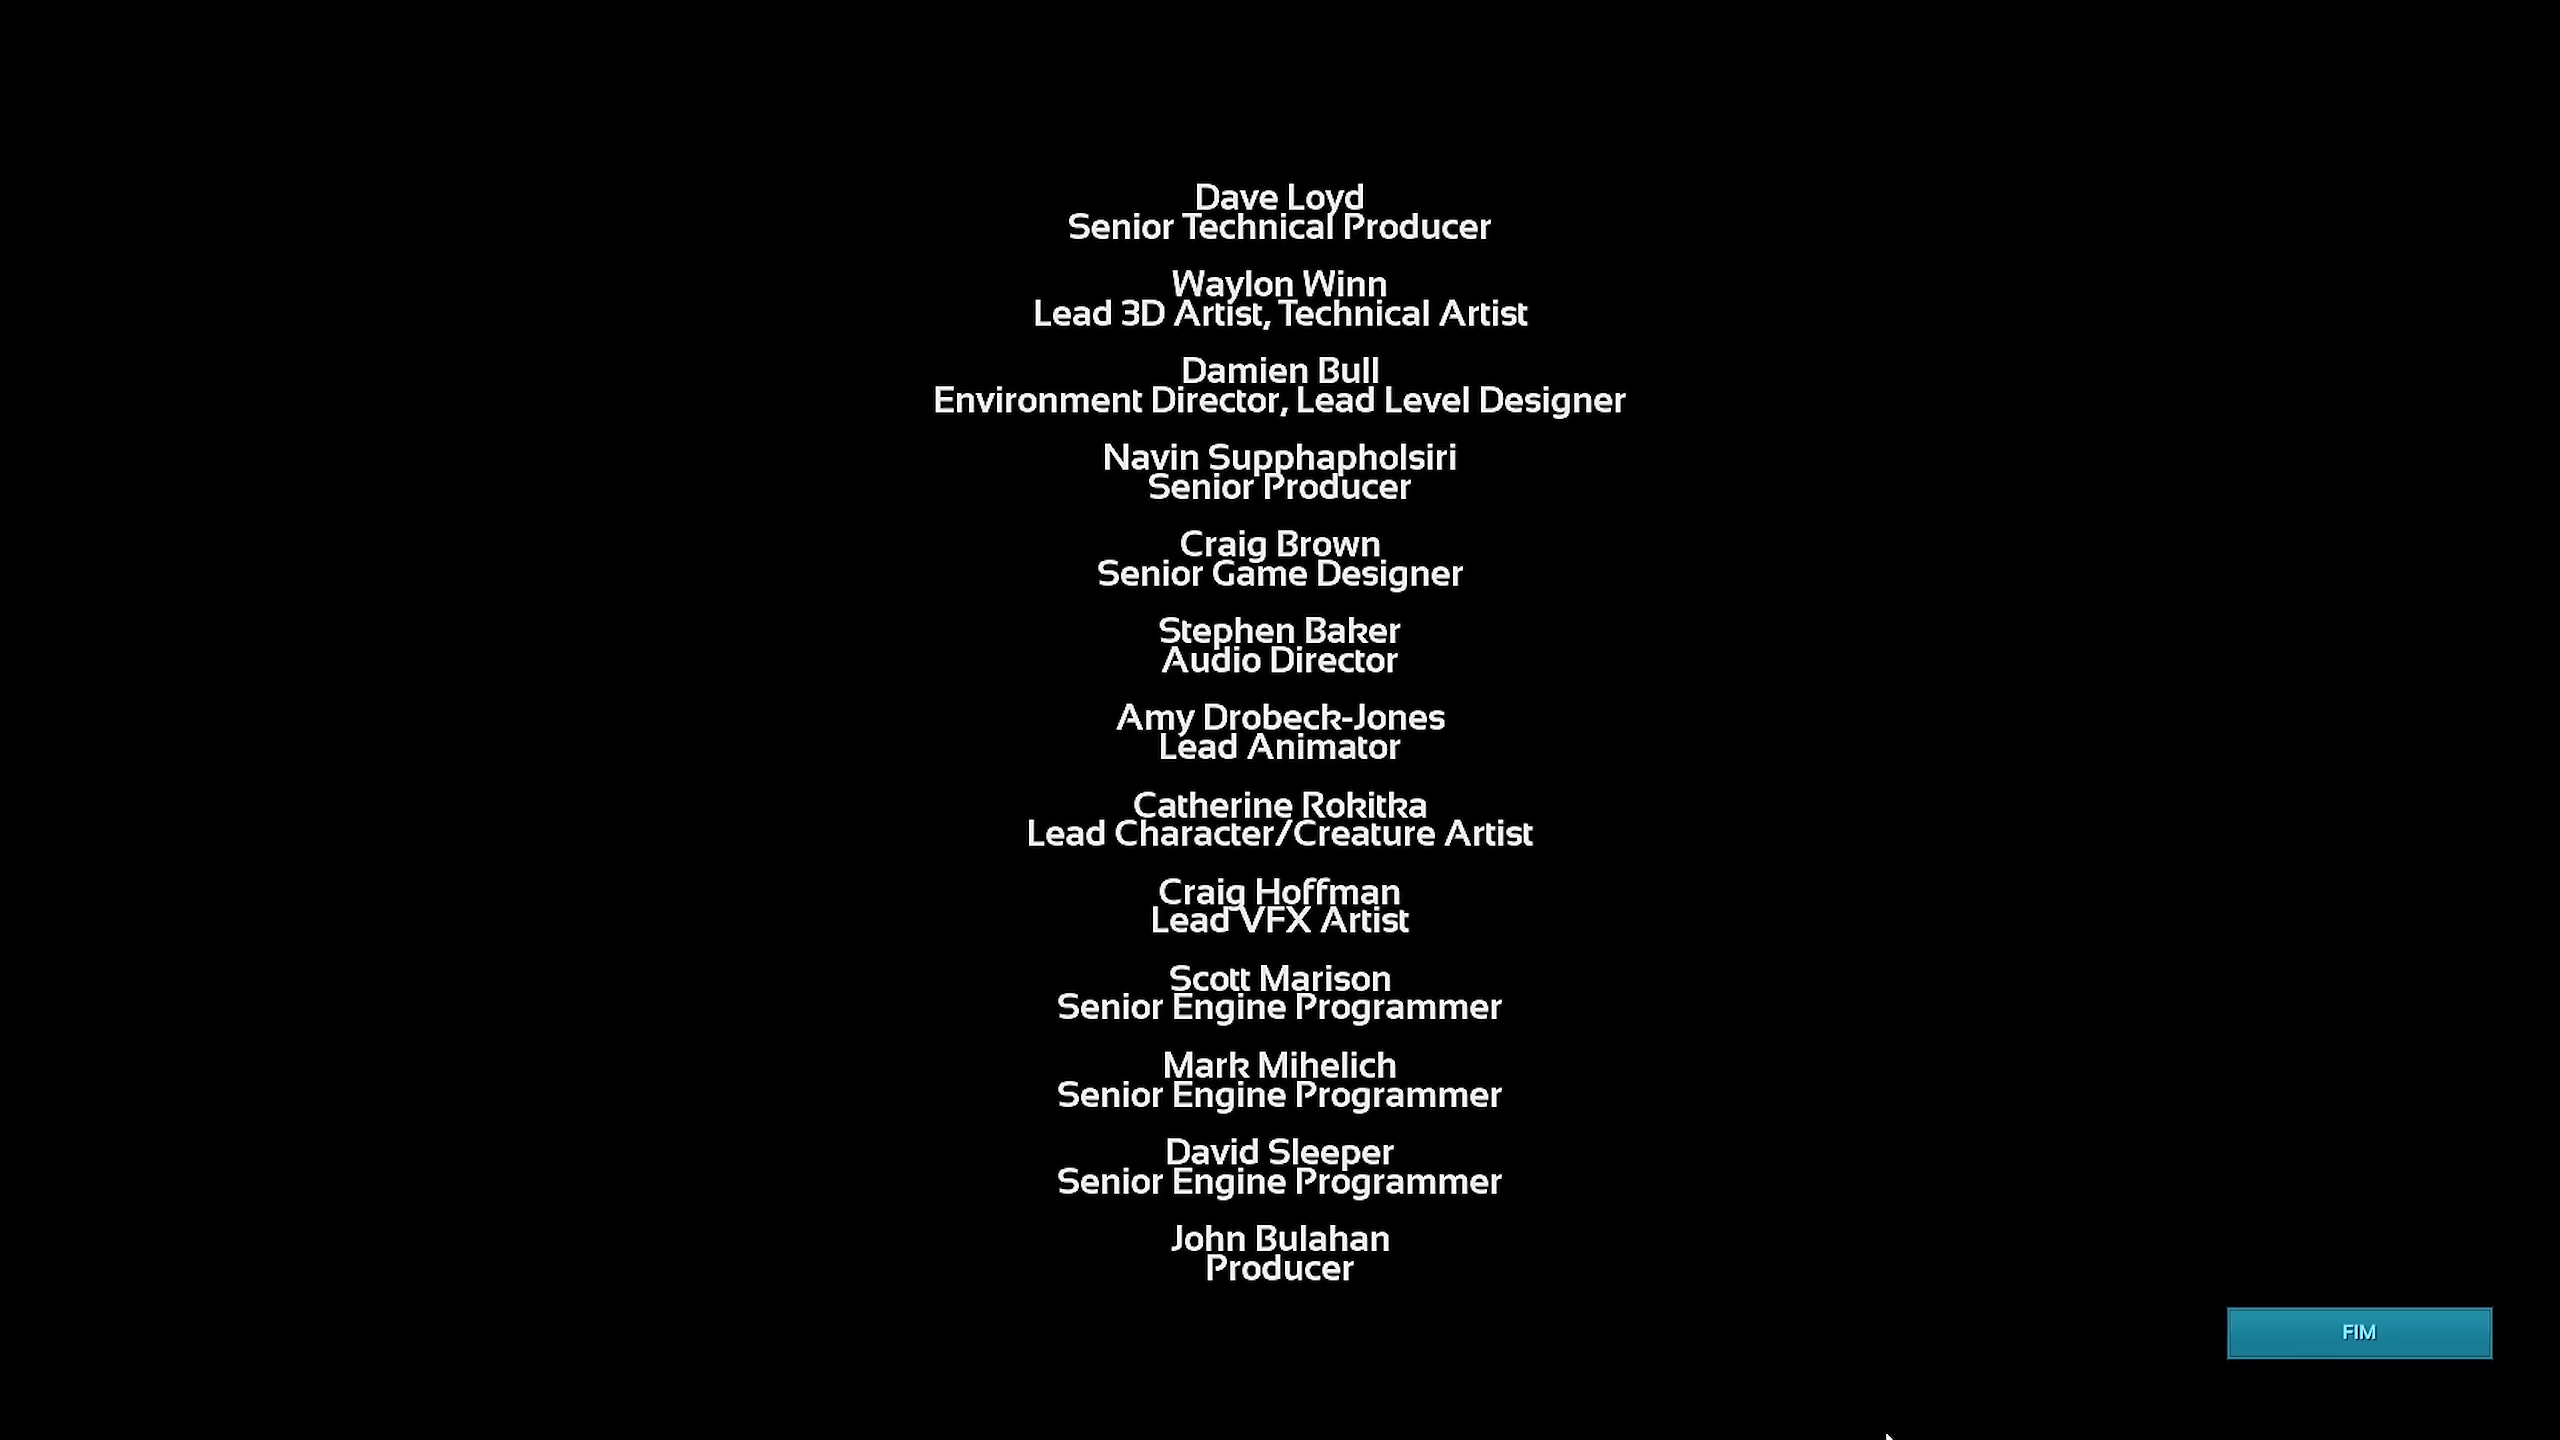 Dave Loyd
Senior Technical Producer
Waylon Winn
Lead 3D Artist, Technical Artist
Damien Bull
Environment Director, Lead Level Designer
Navin Supphapholsiri
Senior Producer
Craig Brown
Senior Game Designer
Stephen Baker
Audio Director
Amy Drobeck-Jones
Lead Animator
Catherine Rokitka
Lead Character/Creature Artist
Craig Hoffman
Lead VFX Artist
Scott Marison
Senior Engine Programmer
Mark Mihelich
Senior Engine Programmer
David Sleeper
Senior Engine Programmer
John Bulahan
Producer
FIM